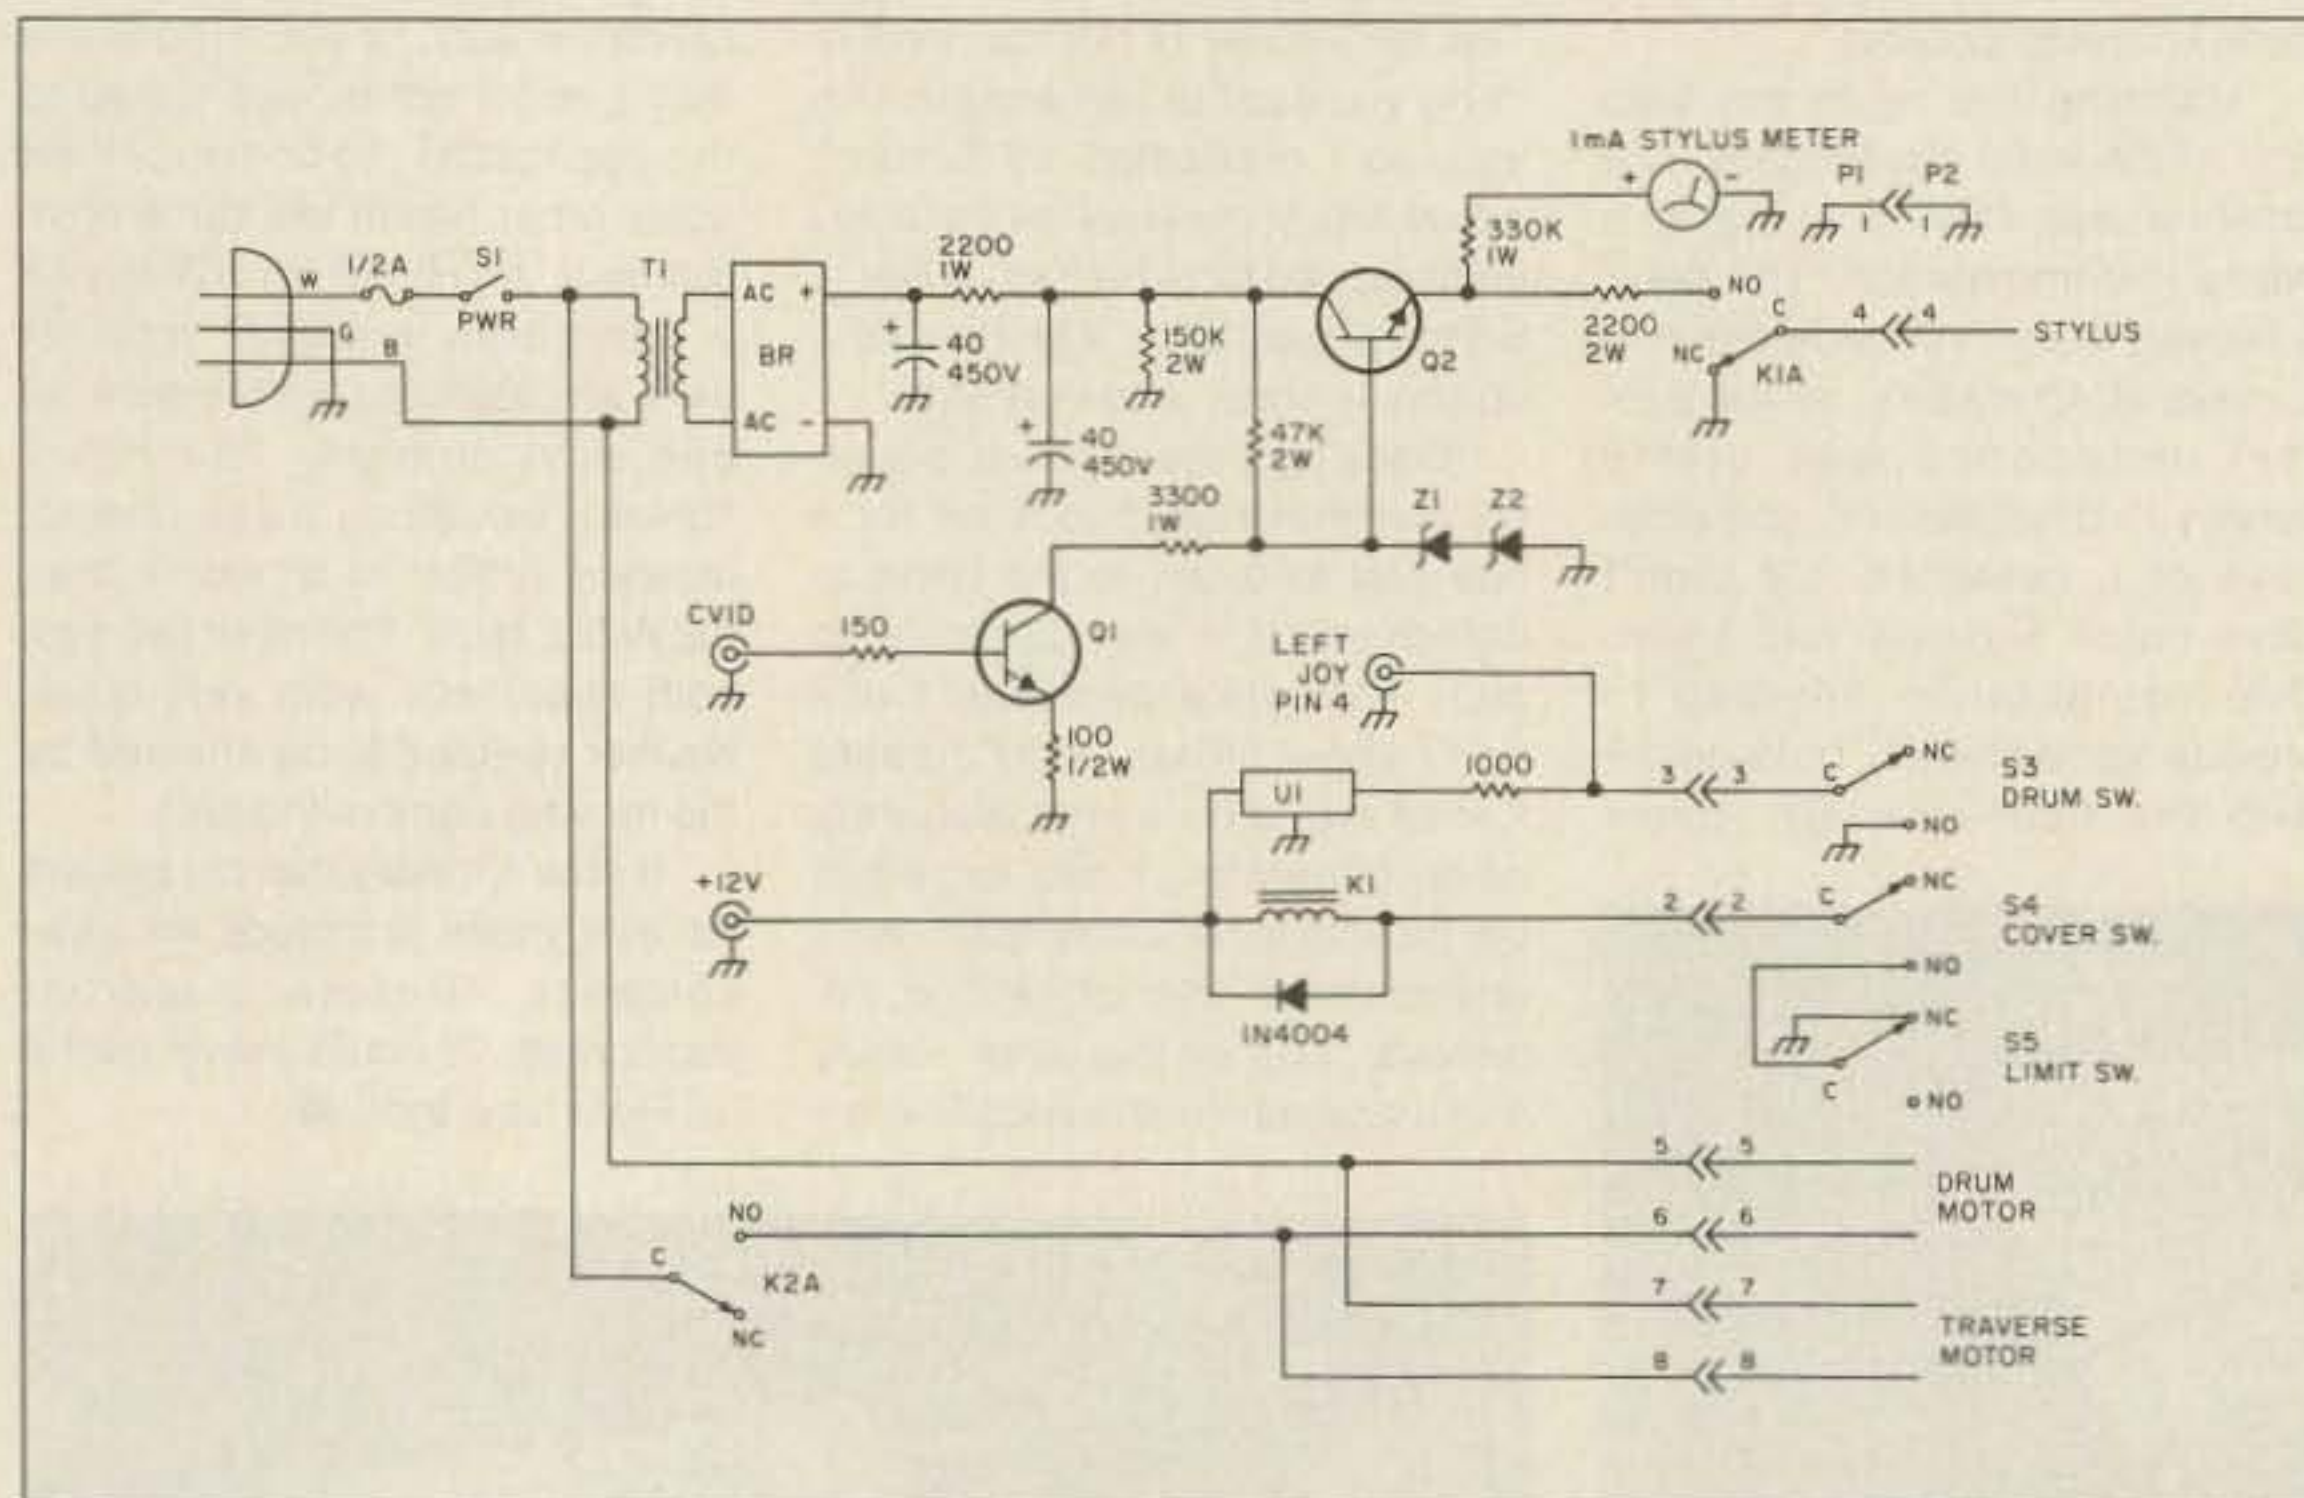 1mA STYLUS METER
+
-
P1
P2
1
1
330K
1W
2200
1W
1/2A
S1
PWR
T1
W
G
B
AC +
BR
AC -
+
40
450V
+
40
450V
150K
2W
47K
2W
Q2
2200
2W
NO
C
NC
K1A
4
4
STYLUS
3300
1W
Z1
Z2
CVID
150
Q1
100
1/2W
LEFT
JOY
PIN 4
U1
1000
3
3
C
NC
NO
S3
DRUM SW.
+12V
K1
1N4004
2
2
C
NC
NO
S4
COVER SW.
NC
C
NO
S5
LIMIT SW.
5
5
6
6
DRUM
MOTOR
7
7
8
8
TRAVERSE
MOTOR
NO
C
K2A
NC